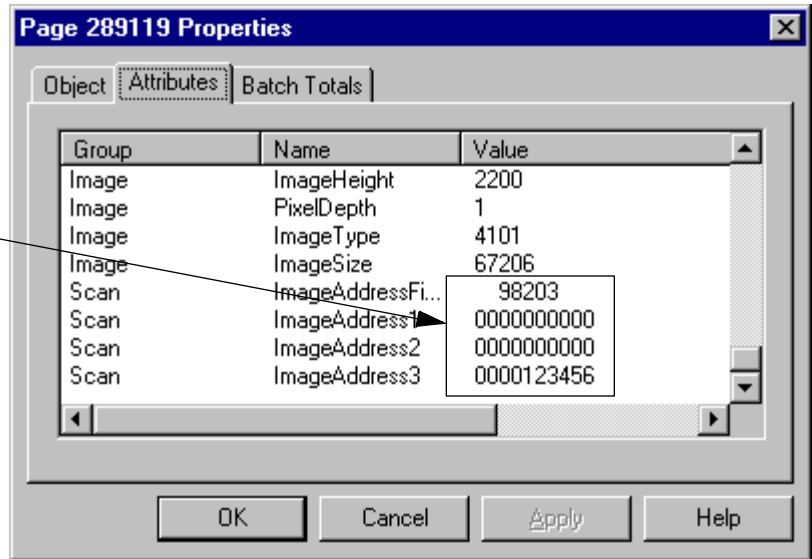 Page 289119 Properties
Object Attributes Batch Totals
Group Name Value
Image ImageHeight 2200
Image PixelDepth 1
Image ImageType 4101
Image ImageSize 67206
Scan ImageAddressFi... 98203
Scan ImageAddress1 0000000000
Scan ImageAddress2 0000000000
Scan ImageAddress3 0000123456
OK Cancel Apply Help